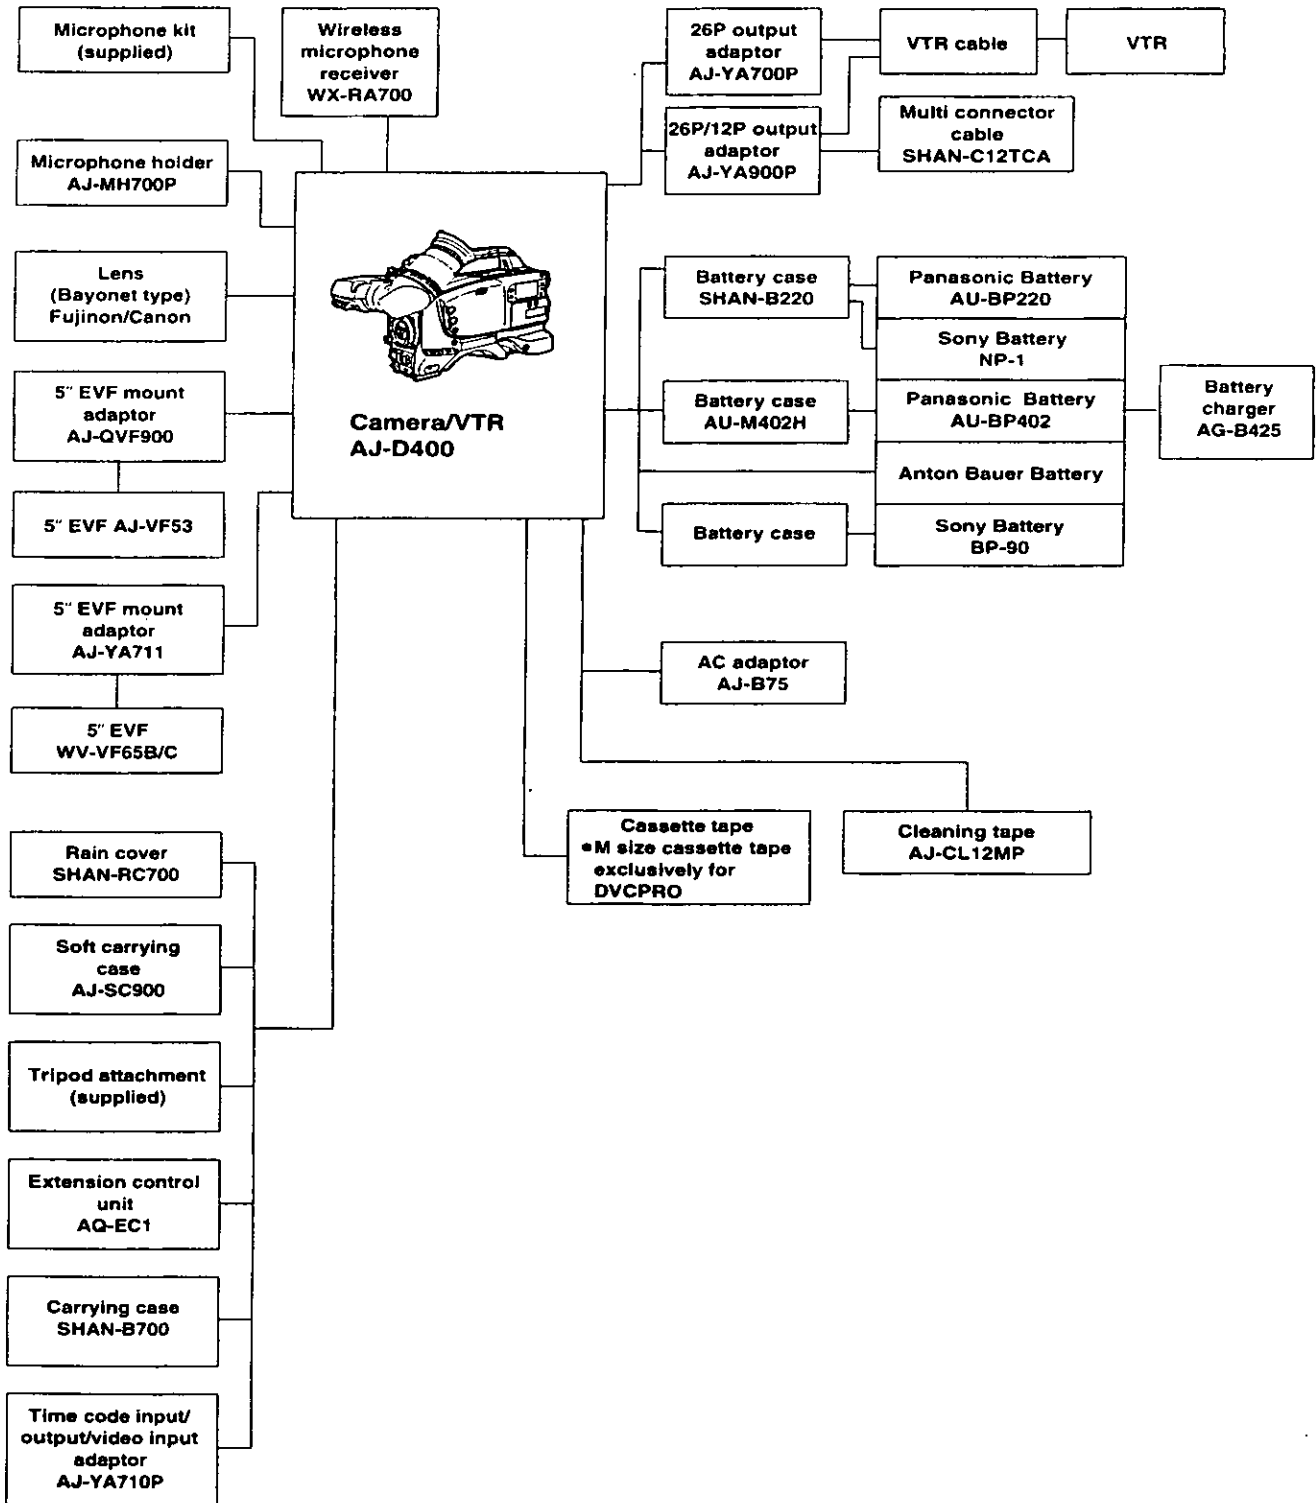 Microphone kit
(supplied)
Wireless
microphone
receiver
WX-RA700
26P output
adaptor
AJ-YA700P
VTR cable
VTR
26P/12P output
adaptor
AJ-YA900P
Multi connector
cable
SHAN-C12TCA
Microphone holder
AJ-MH700P
Lens
(Bayonet type)
Fujinon/Canon
5″ EVF mount
adaptor
AJ-QVF900
5″ EVF AJ-VF53
5″ EVF mount
adaptor
AJ-YA711
5″ EVF
WV-VF65B/C
Camera/VTR
AJ-D400
Battery case
SHAN-B220
Panasonic Battery
AU-BP220
Sony Battery
NP-1
Battery case
AU-M402H
Panasonic Battery
AU-BP402
Battery
charger
AG-B425
Anton Bauer Battery
Battery case
Sony Battery
BP-90
AC adaptor
AJ-B75
Cassette tape
●M size cassette tape
exclusively for
DVCPRO
Cleaning tape
AJ-CL12MP
Rain cover
SHAN-RC700
Soft carrying
case
AJ-SC900
Tripod attachment
(supplied)
Extension control
unit
AQ-EC1
Carrying case
SHAN-B700
Time code input/
output/video input
adaptor
AJ-YA710P